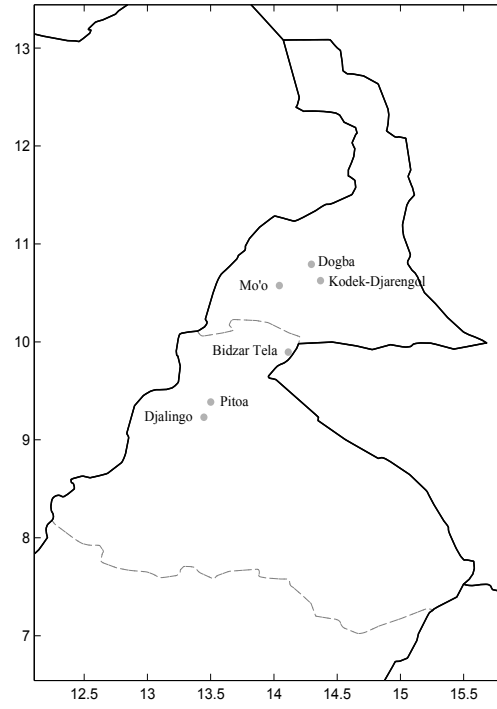 13
12
11
Dogba
Mo'o
Kodek-Djarengol
10
Bidzar Tela
Pitoa
Djalingo
9
8
7
12.5 13 13.5 14 14.5 15 15.5